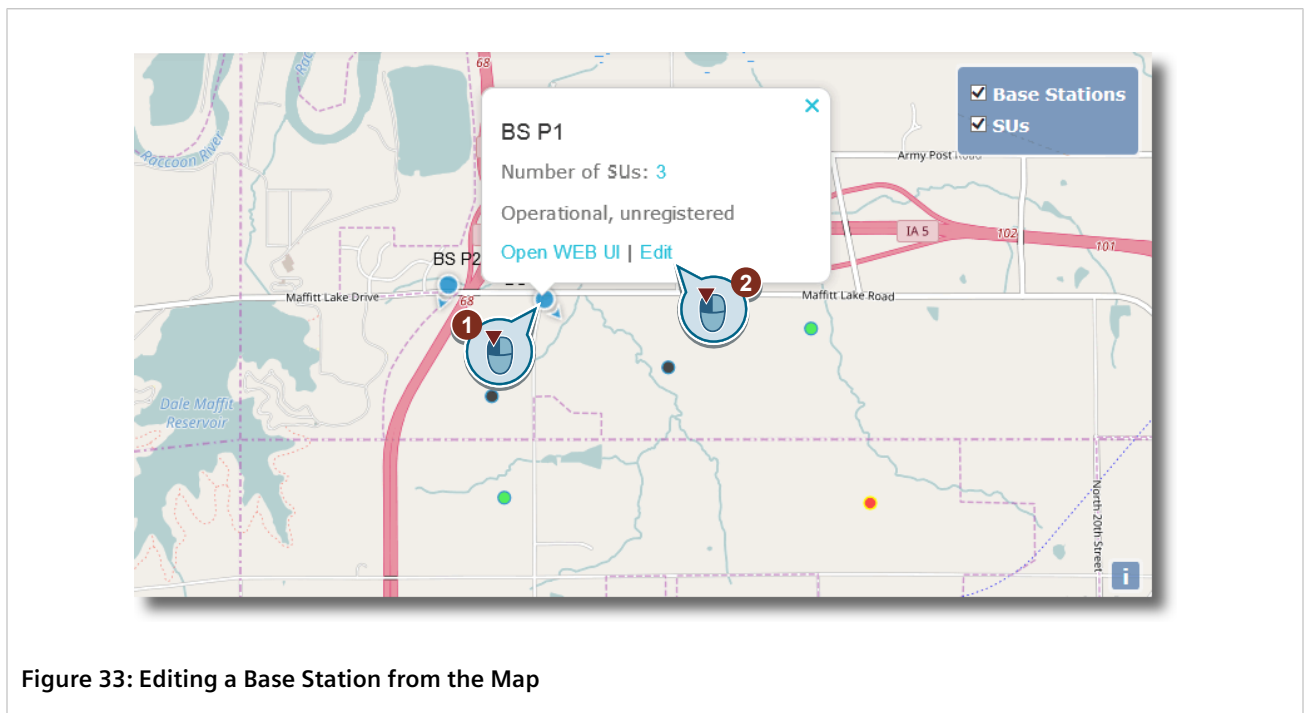 68
Raccoon River
BS P1
Number of SUs: 3
Operational, unregistered
Open WEB UI | Edit
Base Stations
SUs
Army Post Road
IA 5
102
101
BS P2
Maffitt Lake Drive
68
Maffitt Lake Road
1
2
Dale Maffit
Reservoir
North 20th Street
i
Figure 33: Editing a Base Station from the Map